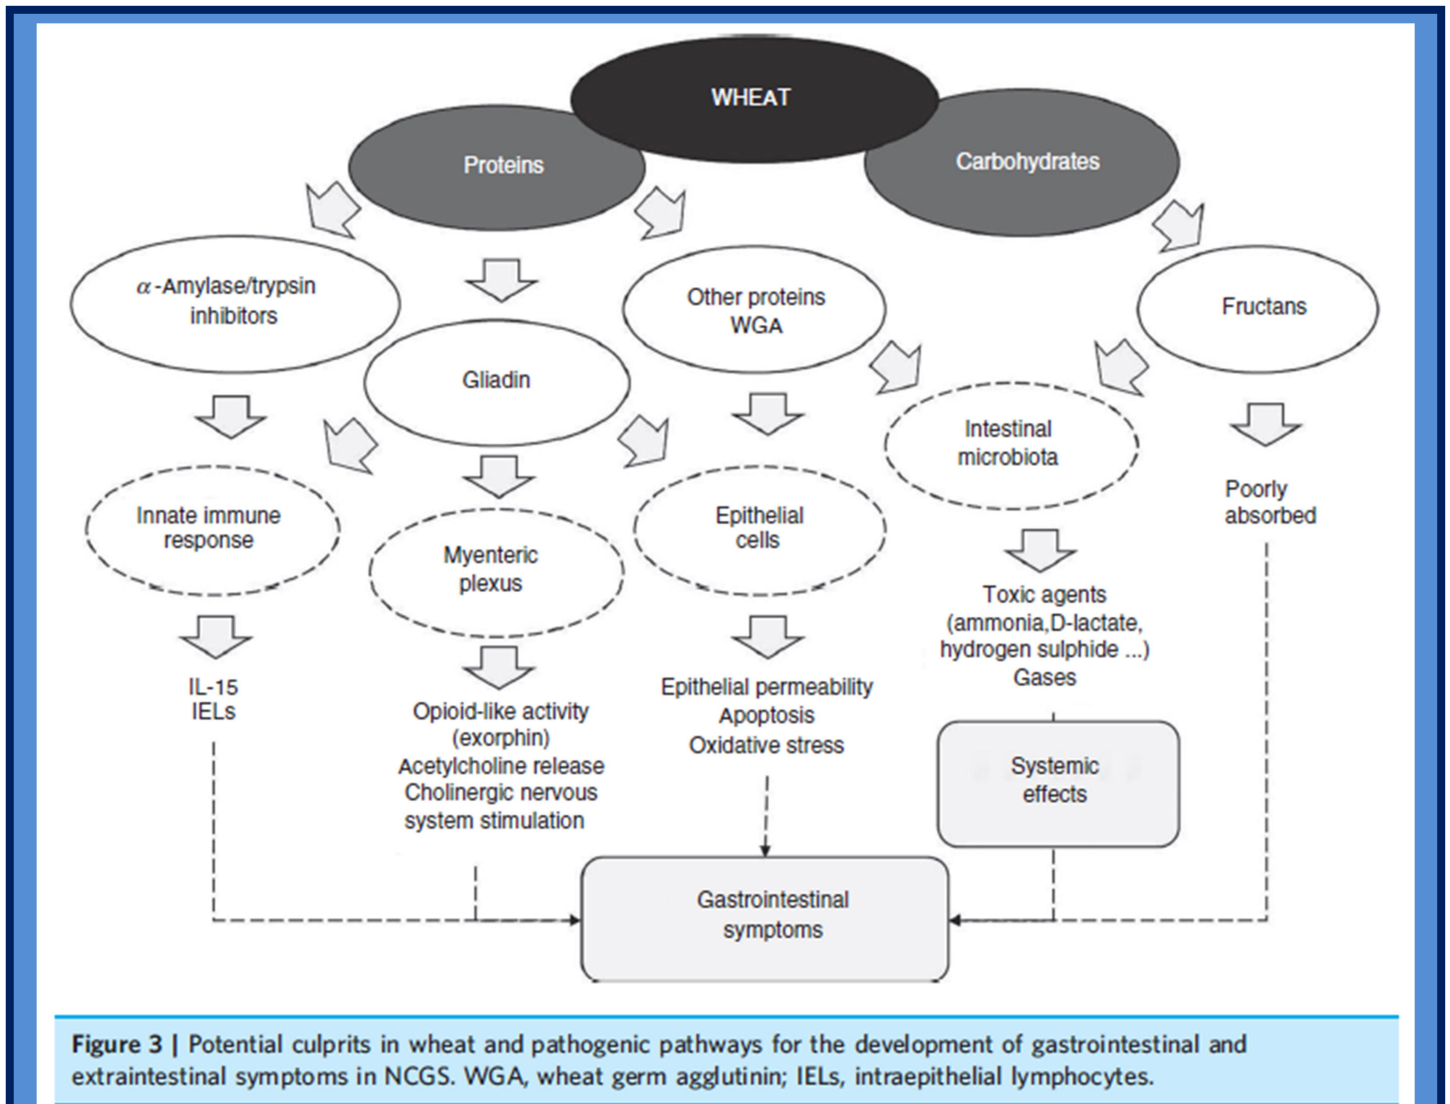 WHEAT
Proteins
Carbohydrates
α-Amylase/trypsin
inhibitors
Gliadin
Other proteins
WGA
Fructans
Innate immune
response
Myenteric
plexus
Epithelial
cells
Intestinal
microbiota
Poorly
absorbed
IL-15
IELs
Opioid-like activity
(exorphin)
Acetylcholine release
Cholinergic nervous
system stimulation
Epithelial permeability
Apoptosis
Oxidative stress
Toxic agents
(ammonia,D-lactate,
hydrogen sulphide ...)
Gases
Systemic
effects
Gastrointestinal
symptoms
Figure 3 | Potential culprits in wheat and pathogenic pathways for the development of gastrointestinal and
extraintestinal symptoms in NCGS. WGA, wheat germ agglutinin; IELs, intraepithelial lymphocytes.